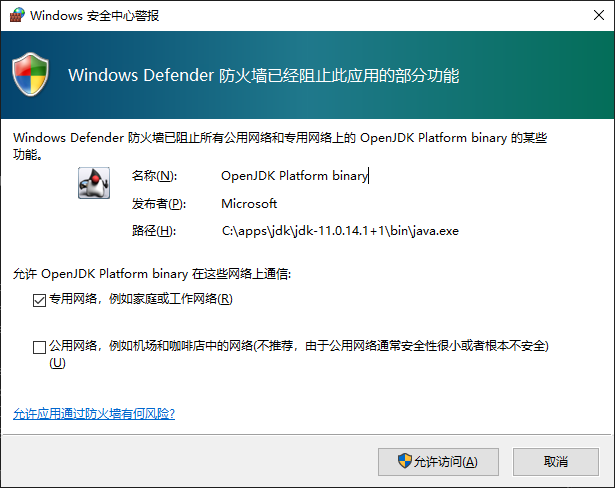 Windows 安全中心警报
Windows Defender 防火墙已经阻止此应用的部分功能
Windows Defender 防火墙已阻止所有公用网络和专用网络上的 OpenJDK Platform binary 的某些
功能。
名称(N): OpenJDK Platform binary
发布者(P): Microsoft
路径(H): C:\apps\jdk\jdk-11.0.14.1+1\bin\java.exe
允许 OpenJDK Platform binary 在这些网络上通信:
专用网络，例如家庭或工作网络(R)
公用网络，例如机场和咖啡店中的网络(不推荐，由于公用网络通常安全性很小或者根本不安全)
(U)
允许应用通过防火墙有何风险?
允许访问(A) 取消